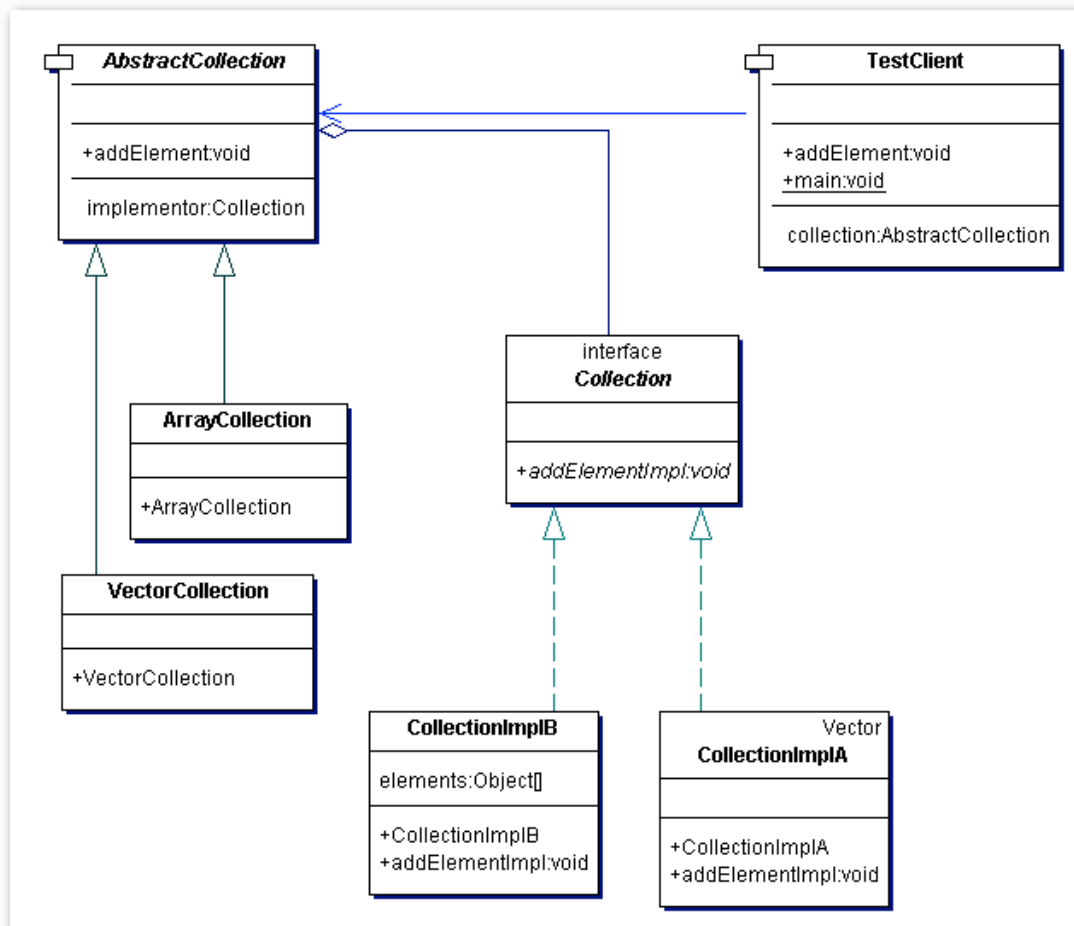 AbstractCollection
+addElement:void
implementor:Collection
TestClient
+addElement:void
+main:void
collection:AbstractCollection
interface
Collection
+addElementImpl:void
ArrayCollection
+ArrayCollection
VectorCollection
+VectorCollection
CollectionImplB
elements:Object[]
+CollectionImplB
+addElementImpl:void
Vector
CollectionImplA
+CollectionImplA
+addElementImpl:void